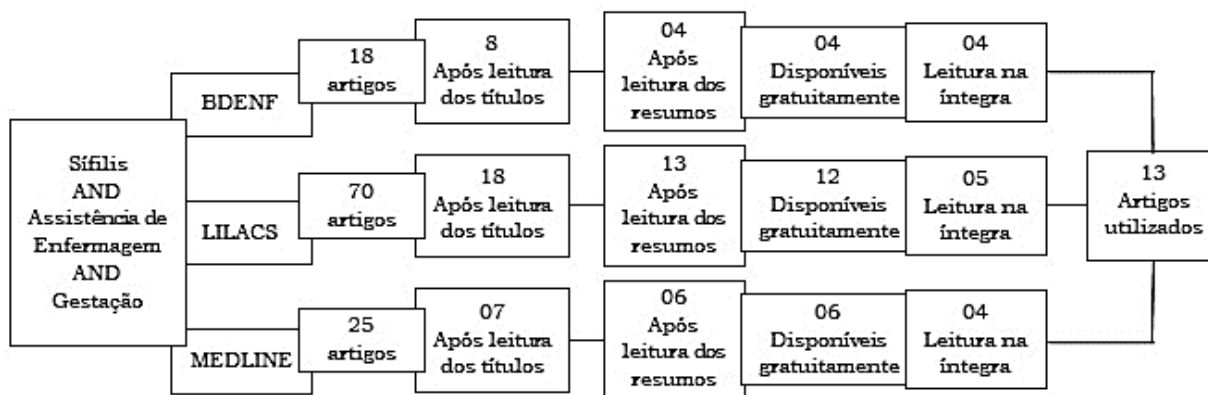 Sífilis
AND
Assistência de
Enfermagem
AND
Gestação
BDENF
18
artigos
8
Após leitura
dos títulos
04
Após
leitura dos
resumos
04
Disponíveis
gratuitamente
04
Leitura na
íntegra
LILACS
70
artigos
18
Após leitura
dos títulos
13
Após
leitura dos
resumos
12
Disponíveis
gratuitamente
05
Leitura na
íntegra
MEDLINE
25
artigos
07
Após leitura
dos títulos
06
Após
leitura dos
resumos
06
Disponíveis
gratuitamente
04
Leitura na
íntegra
13
Artigos
utilizados